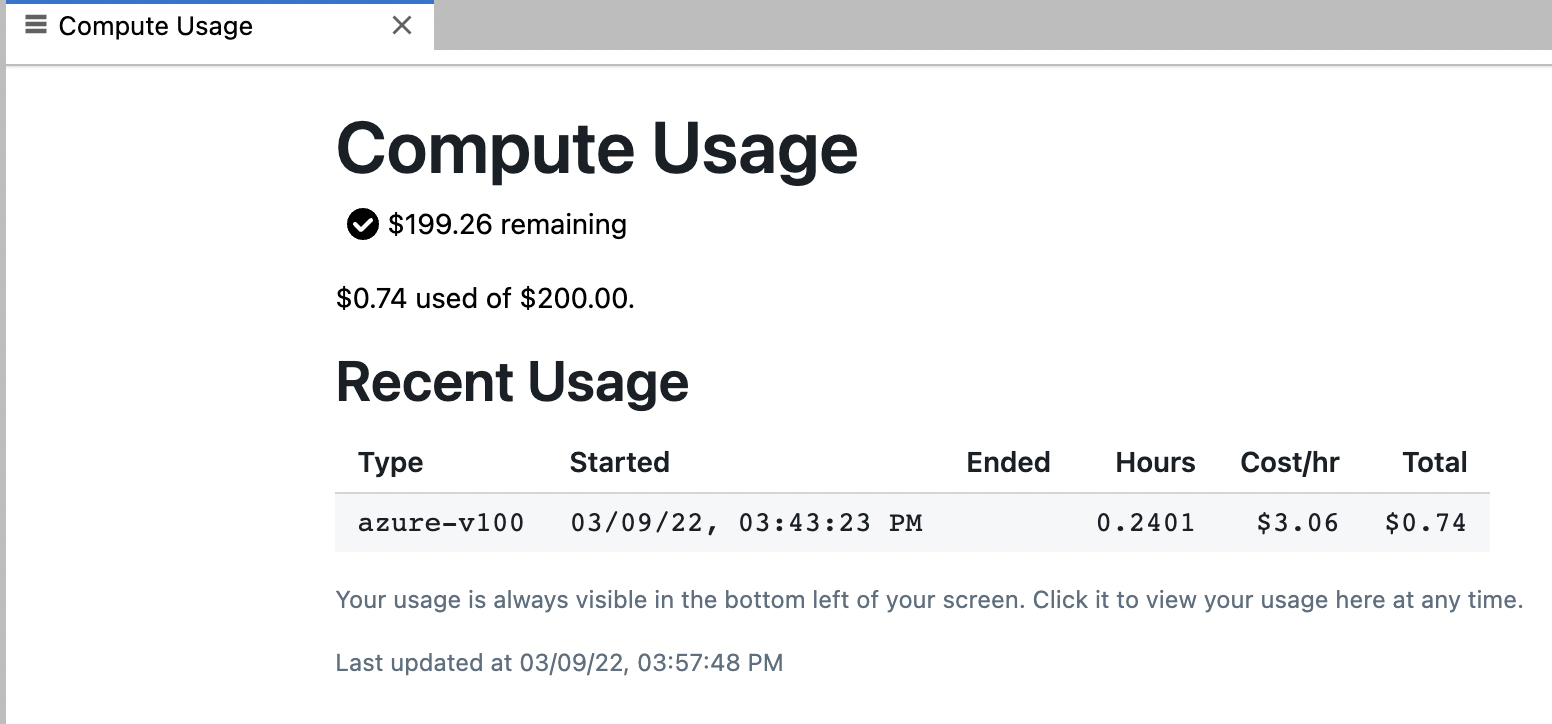 Compute Usage
Compute Usage
$199.26 remaining
$0.74 used of $200.00.
Recent Usage
Type Started Ended Hours Cost/hr Total
azure-v100 03/09/22, 03:43:23 PM 0.2401 $3.06 $0.74
Your usage is always visible in the bottom left of your screen. Click it to view your usage here at any time.
Last updated at 03/09/22, 03:57:48 PM